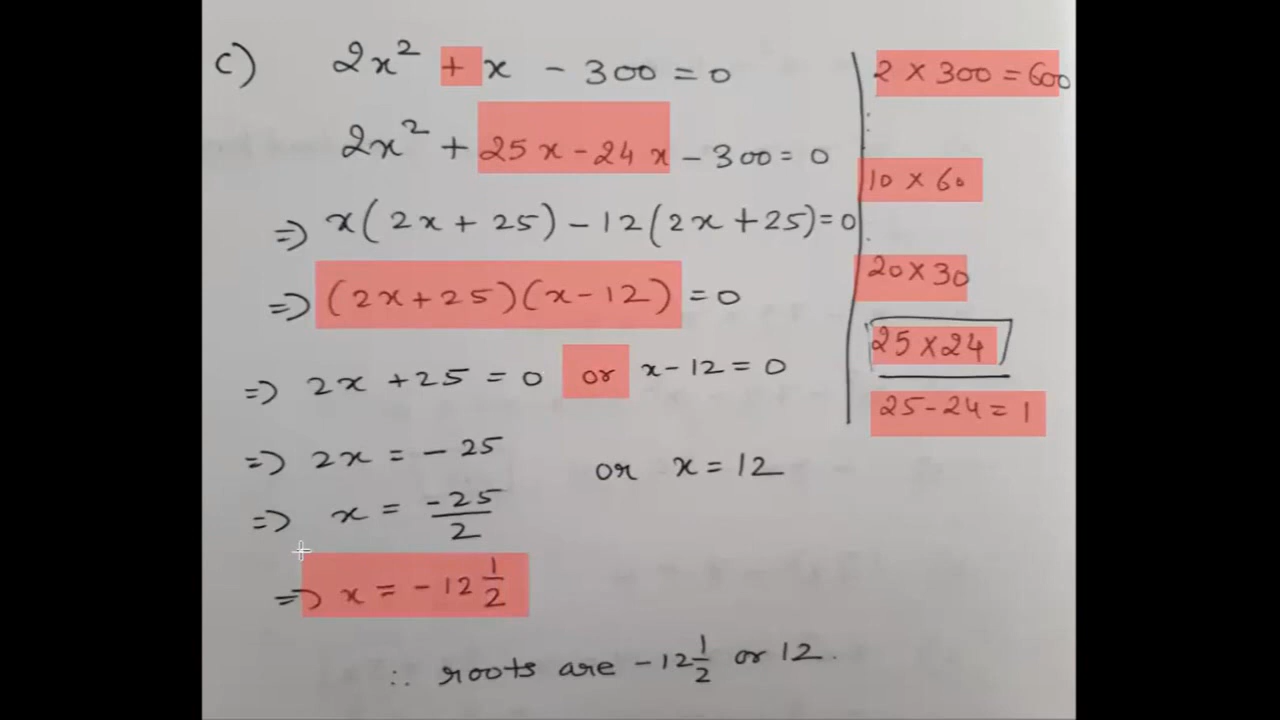 c) 2x² + x - 300 = 0
2x² + 25x - 24x - 300 = 0
⇒ x(2x + 25) - 12(2x + 25) = 0
⇒ (2x + 25)(x - 12) = 0
⇒ 2x + 25 = 0 or x - 12 = 0
⇒ 2x = - 25 or x = 12
⇒ x = -25/2
⇒ x = - 12 1/2
∴ roots are - 12 1/2 or 12.
2 × 300 = 600
⋮
10 × 60
20 × 30
25 × 24
25 - 24 = 1